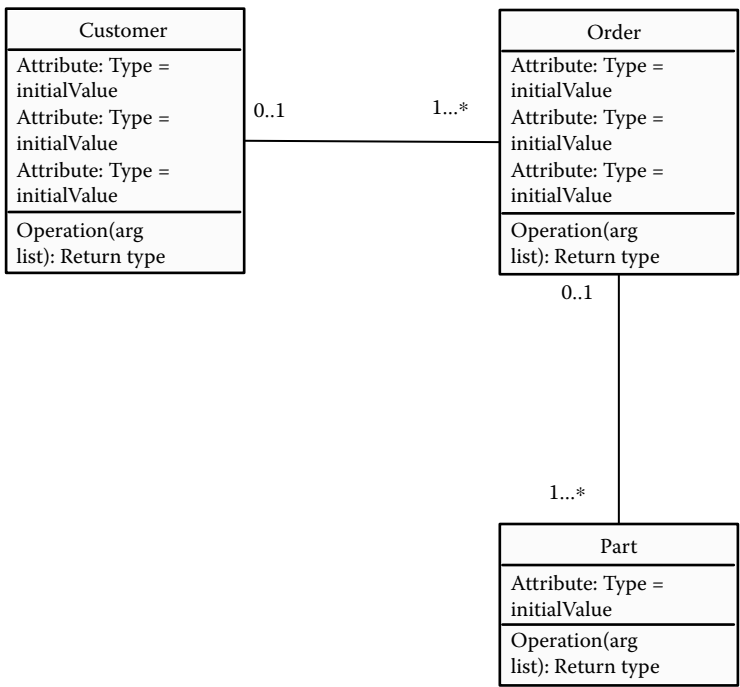 Customer
Attribute: Type =
initialValue
Attribute: Type =
initialValue
Attribute: Type =
initialValue
Operation(arg
list): Return type
0..1
1...*
Order
Attribute: Type =
initialValue
Attribute: Type =
initialValue
Attribute: Type =
initialValue
Operation(arg
list): Return type
0..1
1...*
Part
Attribute: Type =
initialValue
Operation(arg
list): Return type